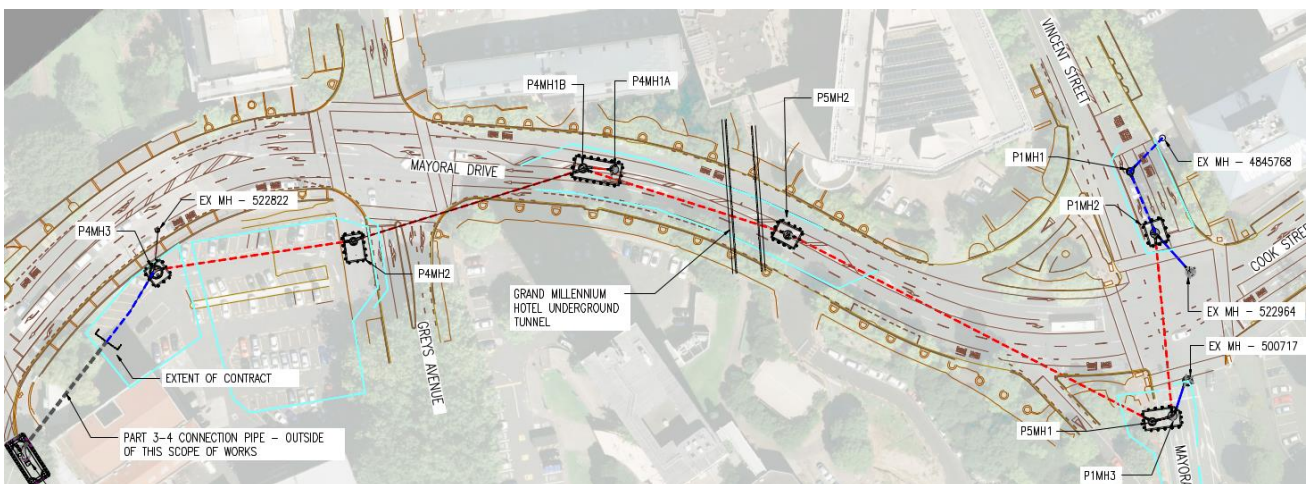 VINCENT STREET
P4MH1B
P4MH1A
P5MH2
P1MH1
EX MH - 4845768
MAYORAL DRIVE
EX MH - 522822
P4MH3
P1MH2
COOK STREET
P4MH2
GRAND MILLENNIUM
HOTEL UNDERGROUND
TUNNEL
EX MH - 522964
GREYS AVENUE
EX MH - 500717
EXTENT OF CONTRACT
PART 3-4 CONNECTION PIPE - OUTSIDE
OF THIS SCOPE OF WORKS
P5MH1
P1MH3
MAYORA